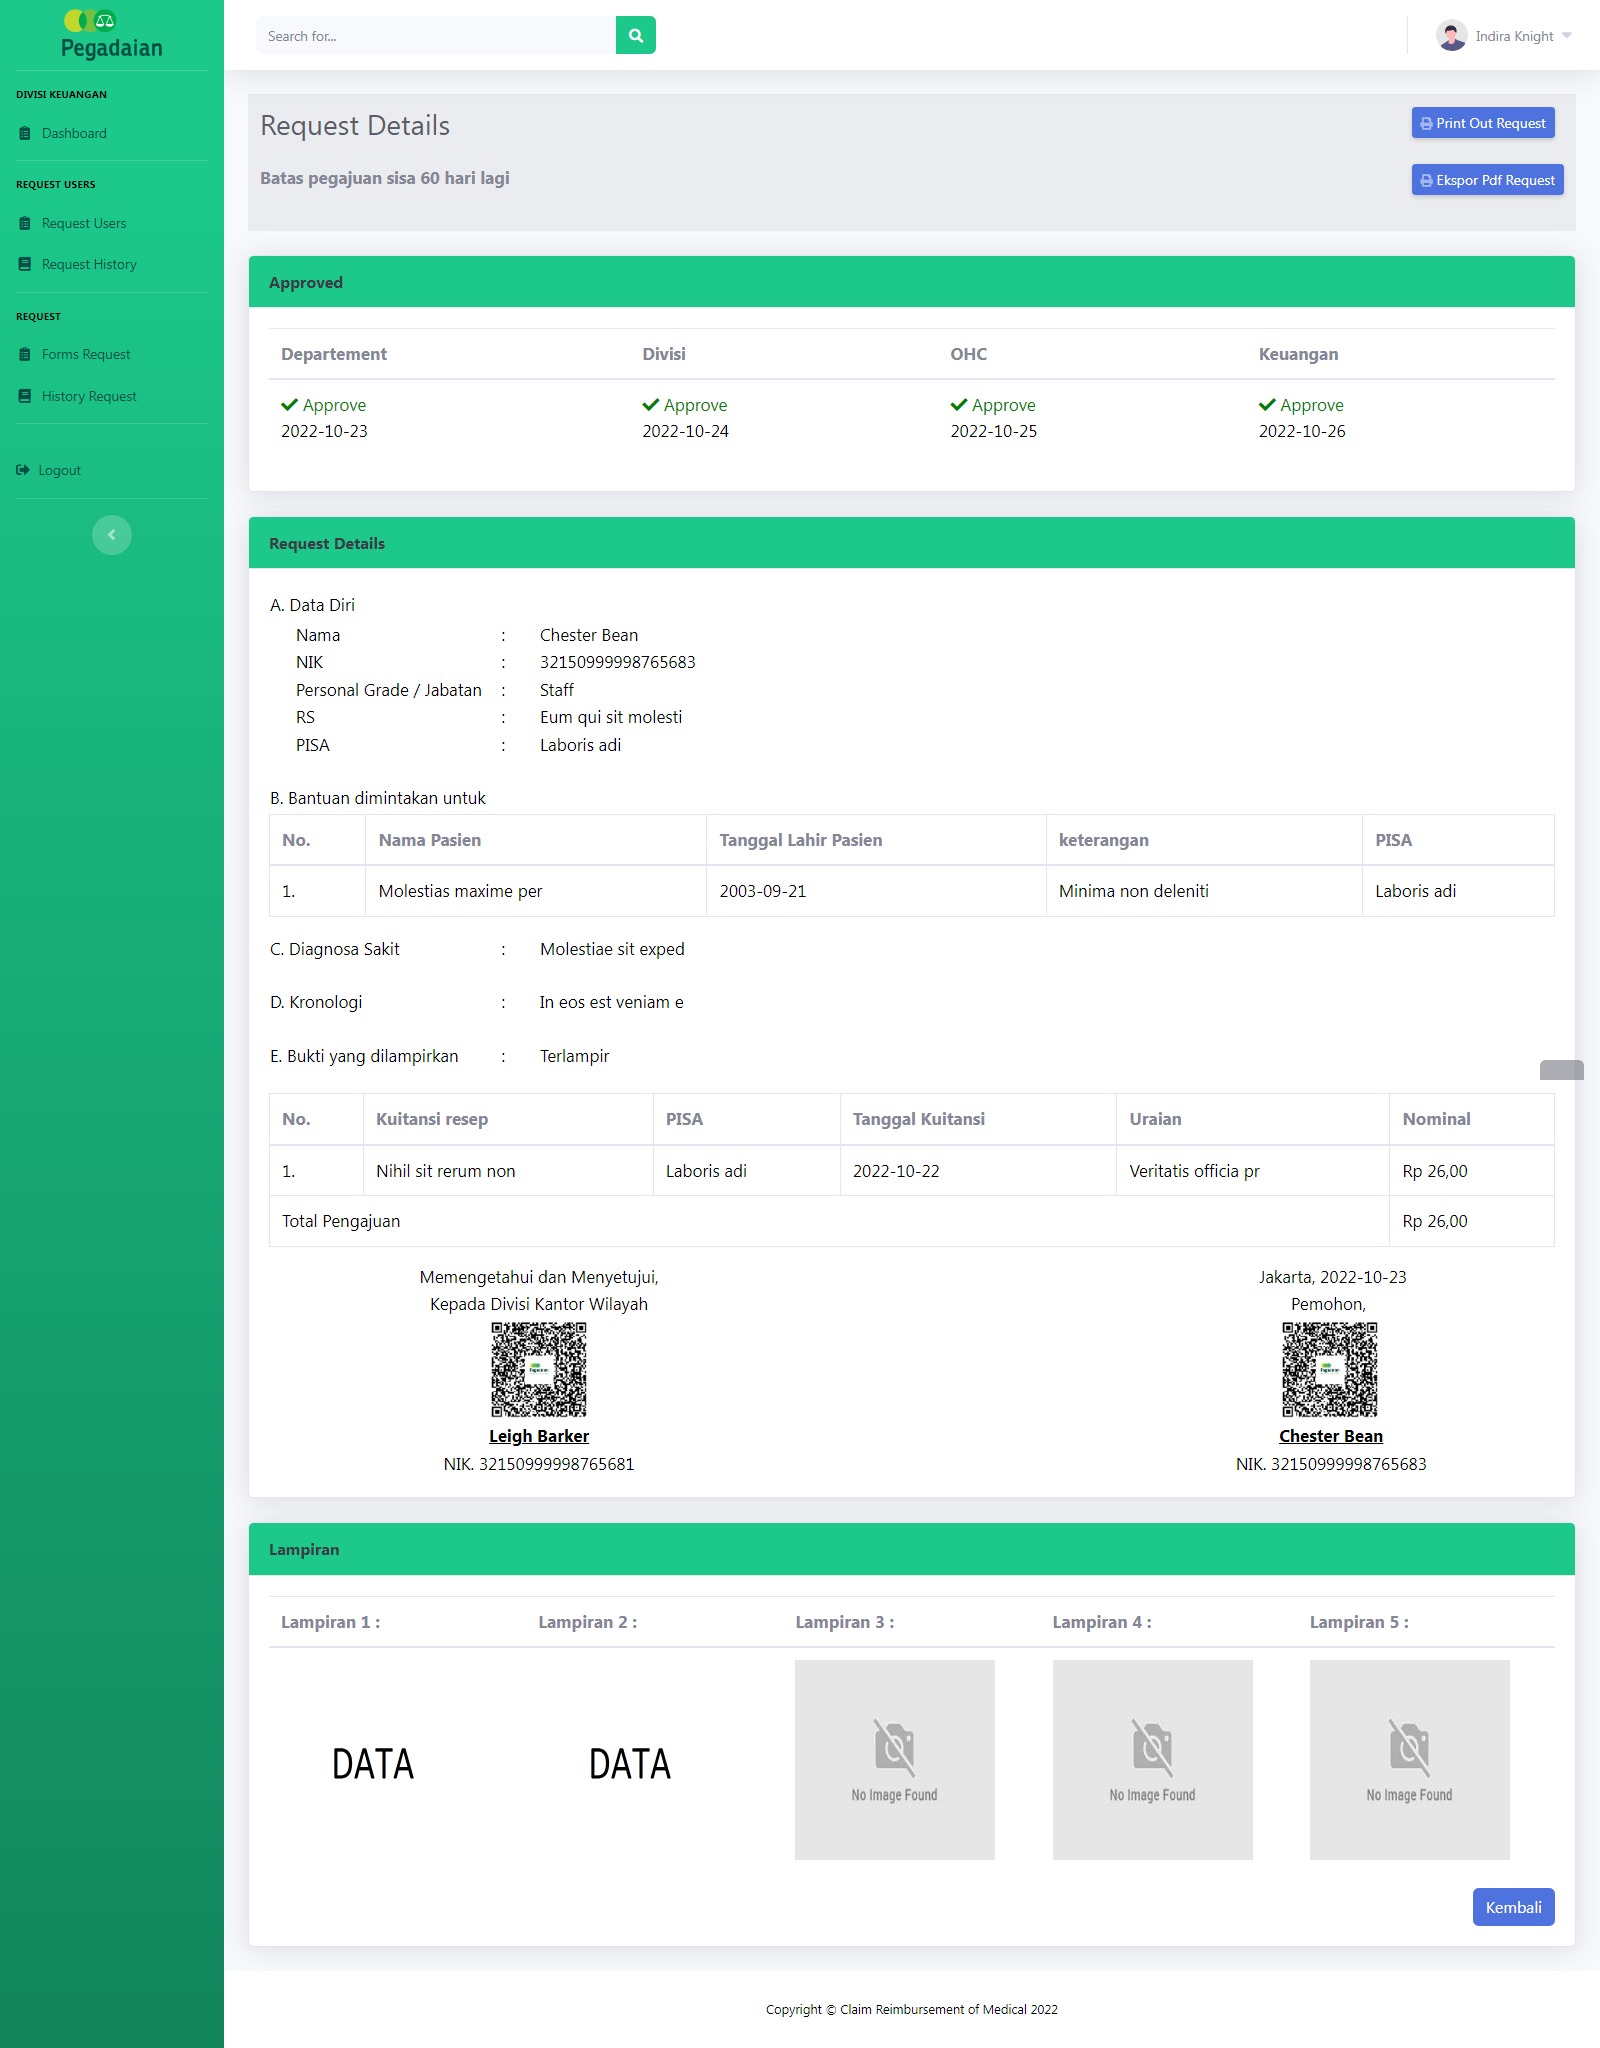 Pegadaian
DIVISI KEUANGAN
Dashboard
REQUEST USERS
Request Users
Request History
REQUEST
Forms Request
History Request
Logout
Search for...
Indira Knight
Request Details
Print Out Request
Batas pegajuan sisa 60 hari lagi
Ekspor Pdf Request
Approved
Departement Divisi OHC Keuangan
Approve Approve Approve Approve
2022-10-23 2022-10-24 2022-10-25 2022-10-26
Request Details
A. Data Diri
Nama : Chester Bean
NIK : 32150999998765683
Personal Grade / Jabatan : Staff
RS : Eum qui sit molesti
PISA : Laboris adi
B. Bantuan dimintakan untuk
No. Nama Pasien Tanggal Lahir Pasien keterangan PISA
1. Molestias maxime per 2003-09-21 Minima non deleniti Laboris adi
C. Diagnosa Sakit : Molestiae sit exped
D. Kronologi : In eos est veniam e
E. Bukti yang dilampirkan : Terlampir
No. Kuitansi resep PISA Tanggal Kuitansi Uraian Nominal
1. Nihil sit rerum non Laboris adi 2022-10-22 Veritatis officia pr Rp 26,00
Total Pengajuan Rp 26,00
Memengetahui dan Menyetujui,
Kepada Divisi Kantor Wilayah
Pegadaian
Leigh Barker
NIK. 32150999998765681
Jakarta, 2022-10-23
Pemohon,
Pegadaian
Chester Bean
NIK. 32150999998765683
Lampiran
Lampiran 1 : Lampiran 2 : Lampiran 3 : Lampiran 4 : Lampiran 5 :
DATA DATA No Image Found No Image Found No Image Found
Kembali
Copyright © Claim Reimbursement of Medical 2022